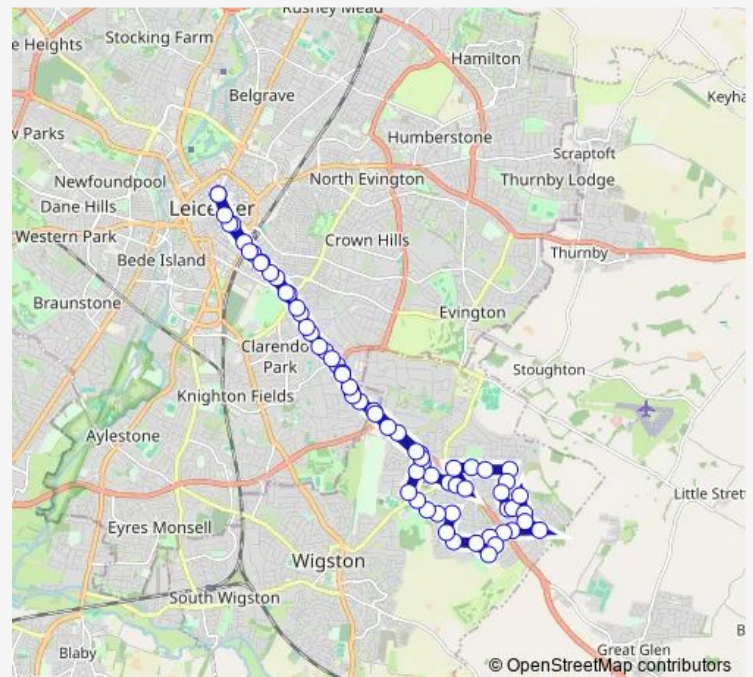 Rushey Mead
Stocking Farm
e Heights
Hamilton
Belgrave
Keyha
w Parks
Humberstone
Scraptoft
Newfoundpool
North Evington
Thurnby Lodge
Dane Hills
Leicester
Western Park
Crown Hills
Thurnby
Bede Island
Braunstone
Evington
Clarendon
Park
Stoughton
Knighton Fields
Aylestone
Little Stret
Eyres Monsell
Wigston
South Wigston
Blaby
Great Glen
B
© OpenStreetMap contributors